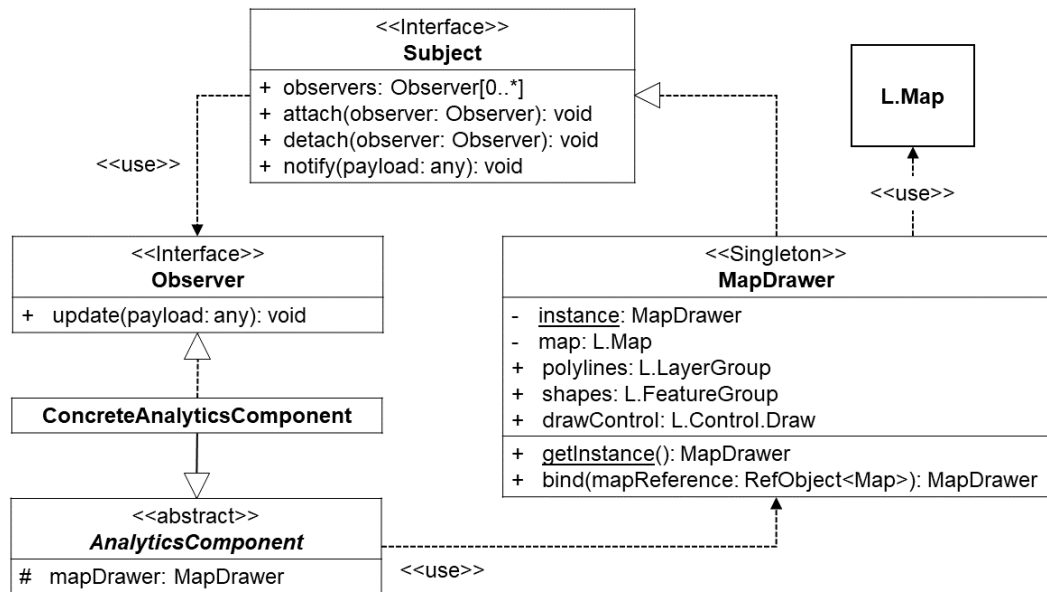 <<Interface>>
Subject
+ observers: Observer[0..*]
+ attach(observer: Observer): void
+ detach(observer: Observer): void
+ notify(payload: any): void
L.Map
<<use>>
<<use>>
<<Interface>>
Observer
+ update(payload: any): void
<<Singleton>>
MapDrawer
- instance: MapDrawer
- map: L.Map
+ polylines: L.LayerGroup
+ shapes: L.FeatureGroup
+ drawControl: L.Control.Draw
+ getInstance(): MapDrawer
+ bind(mapReference: RefObject<Map>): MapDrawer
ConcreteAnalyticsComponent
<<abstract>>
AnalyticsComponent
# mapDrawer: MapDrawer
<<use>>